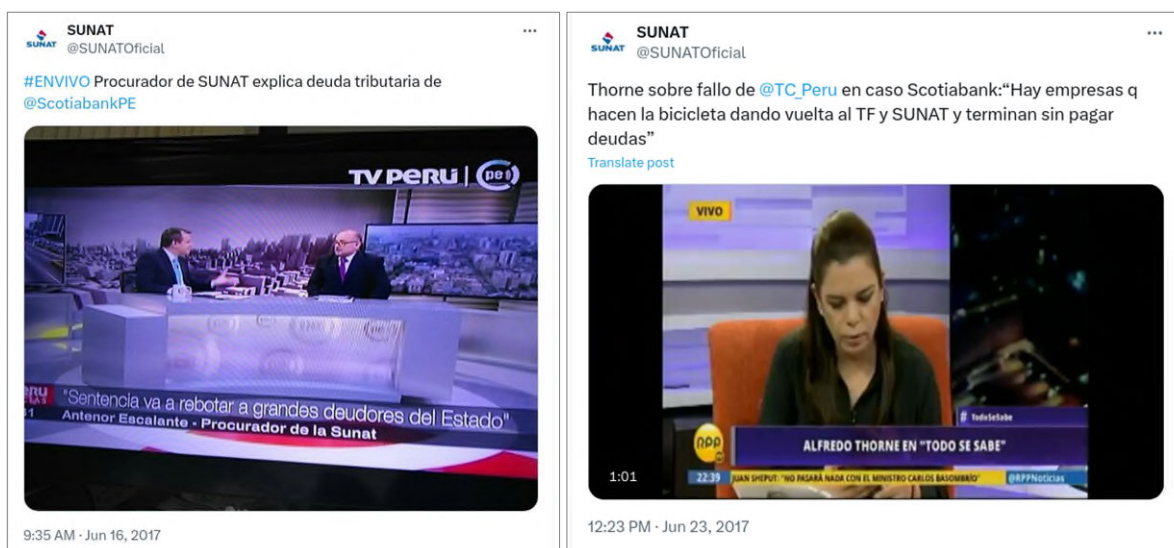 SUNAT
@SUNATOficial
SUNAT
#ENVIVO Procurador de SUNAT explica deuda tributaria de
@ScotiabankPE
TV PERÚ
"Sentencia va a rebotar a grandes deudores del Estado"
Antenor Escalante - Procurador de la Sunat
9:35 AM · Jun 16, 2017
SUNAT
@SUNATOficial
SUNAT
Thorne sobre fallo de @TC_Peru en caso Scotiabank:“Hay empresas q
hacen la bicicleta dando vuelta al TF y SUNAT y terminan sin pagar
deudas”
Translate post
VIVO
# TodoSeSabe
RPP
ALFREDO THORNE EN "TODO SE SABE"
1:01
22:39
JUAN SHEPUT: "NO PASARÁ NADA CON EL MINISTRO CARLOS BASOMBRÍO"
@RPPNoticias
12:23 PM · Jun 23, 2017